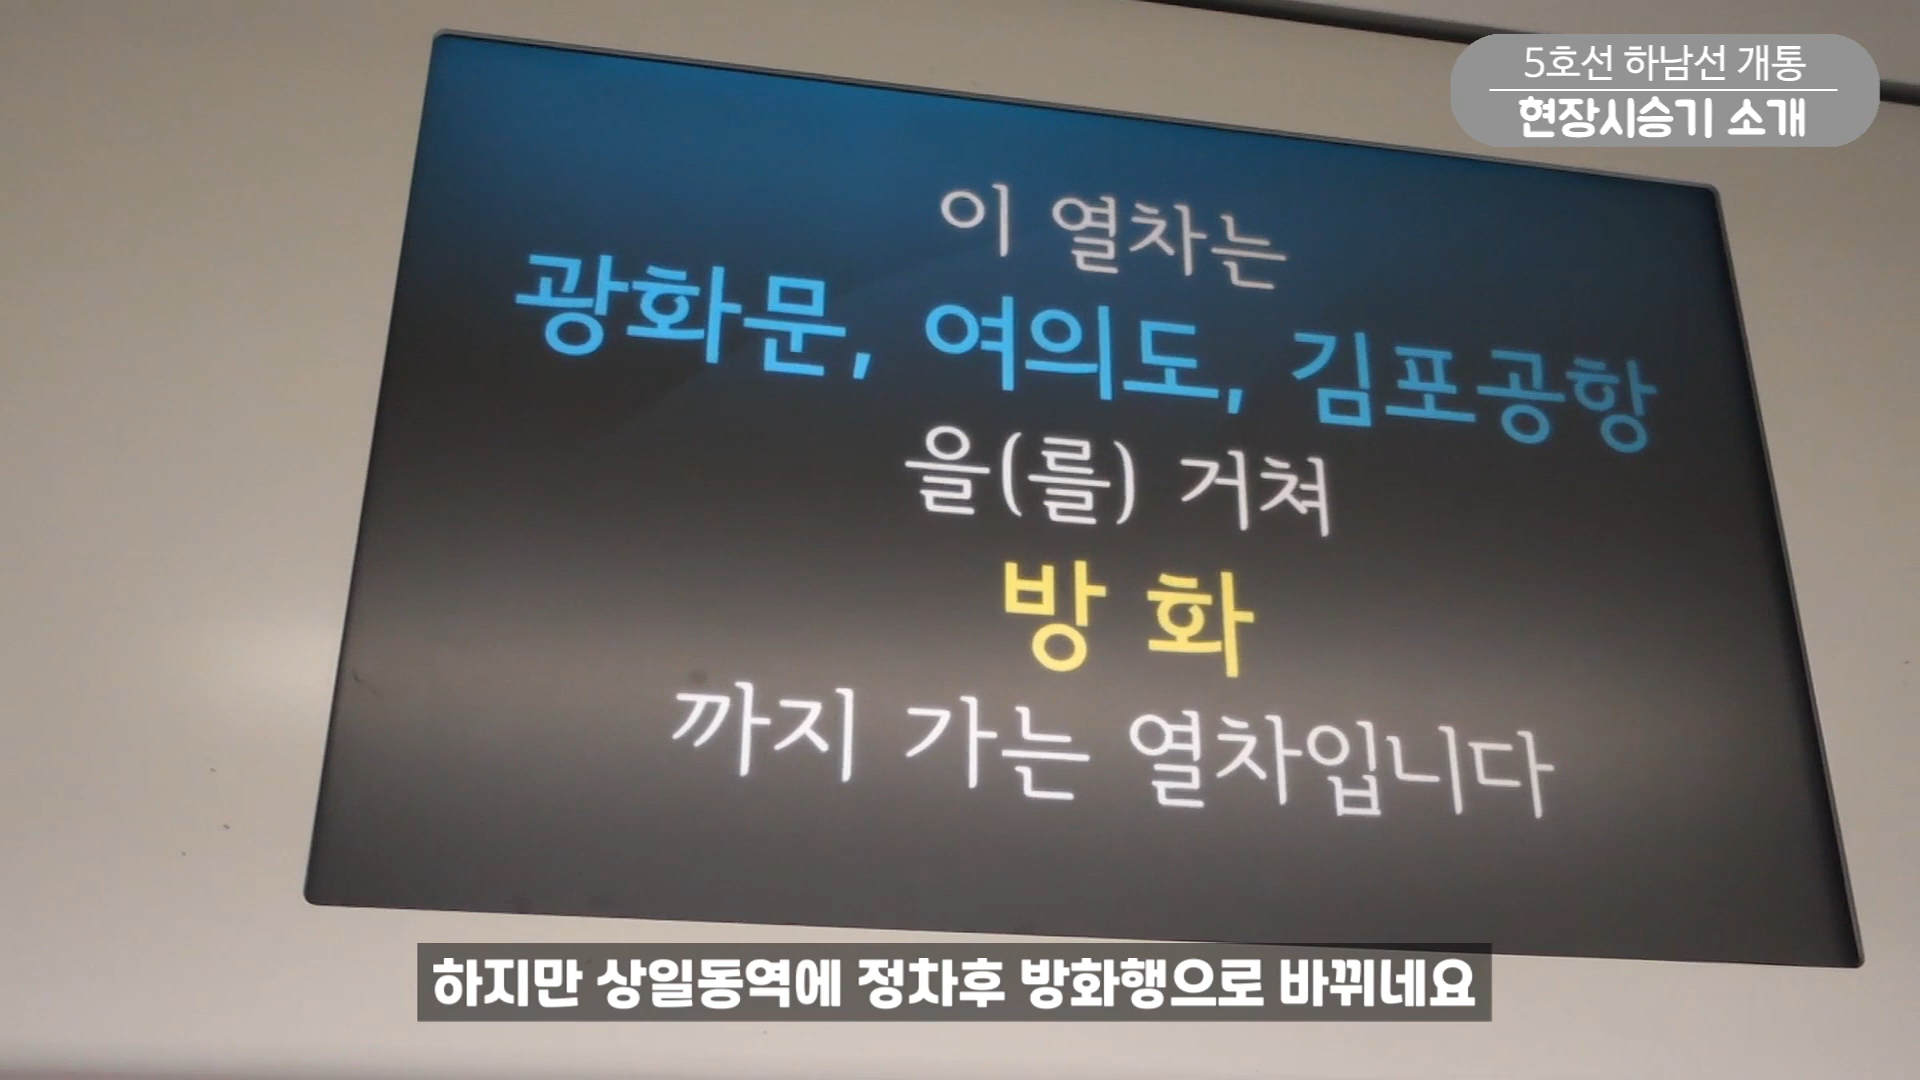 5호선 하남선 개통
현장시승기 소개
이 열차는
광화문, 여의도, 김포공항
을(를) 거쳐
방 화
까지 가는 열차입니다
하지만 상일동역에 정차후 방화행으로 바뀌네요